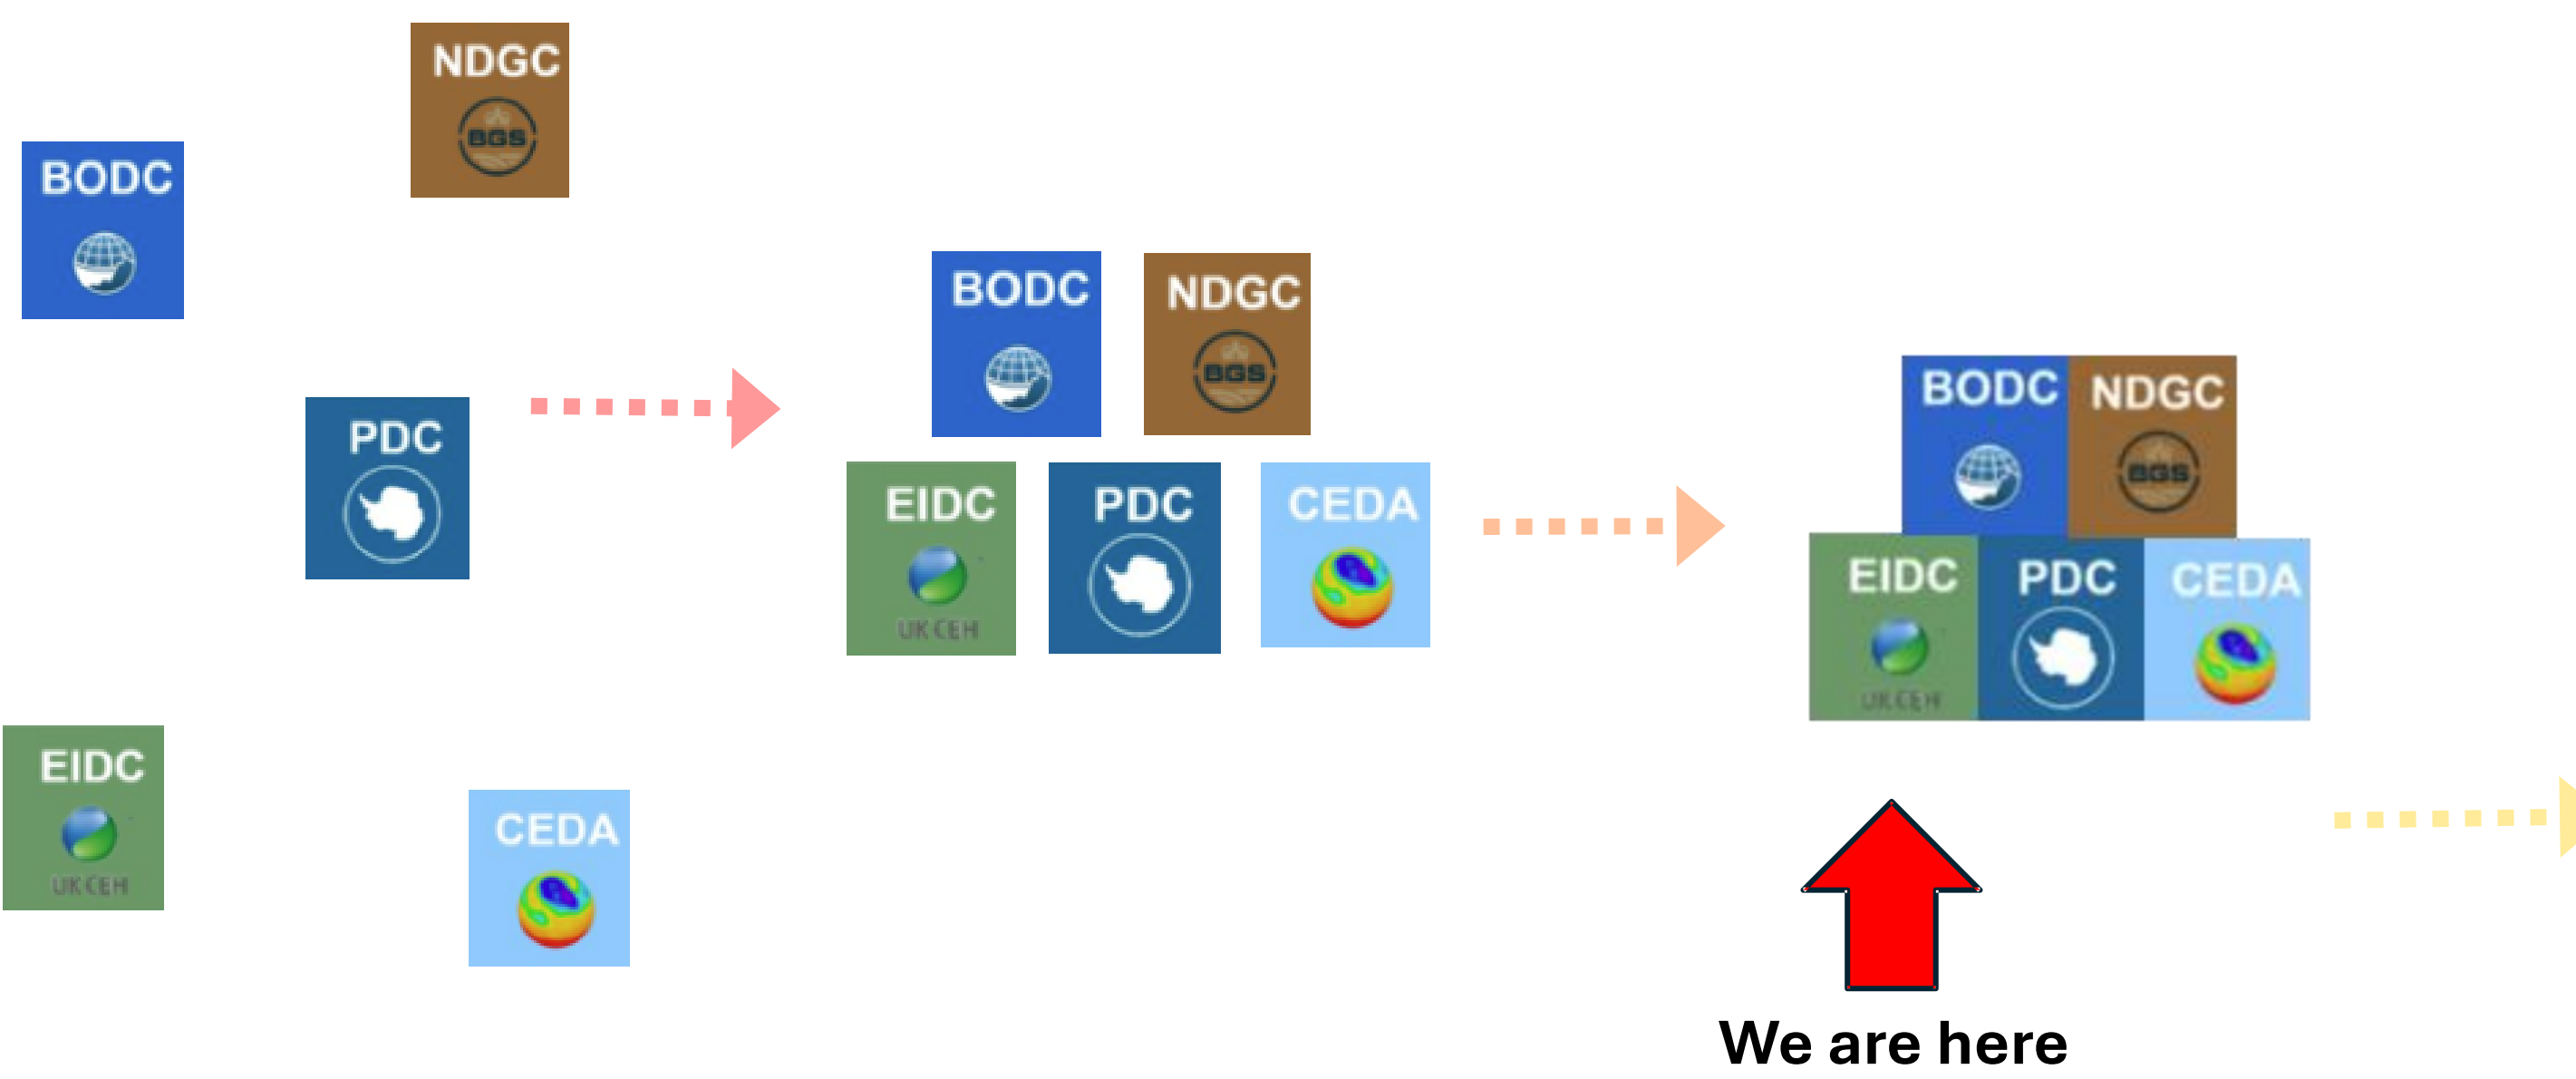 NDGC
BGS
BODC
PDC
EIDC
UK CEH
CEDA
BODC
NDGC
BGS
EIDC
UK CEH
PDC
CEDA
BODC
NDGC
BGS
EIDC
UK CEH
PDC
CEDA
We are here